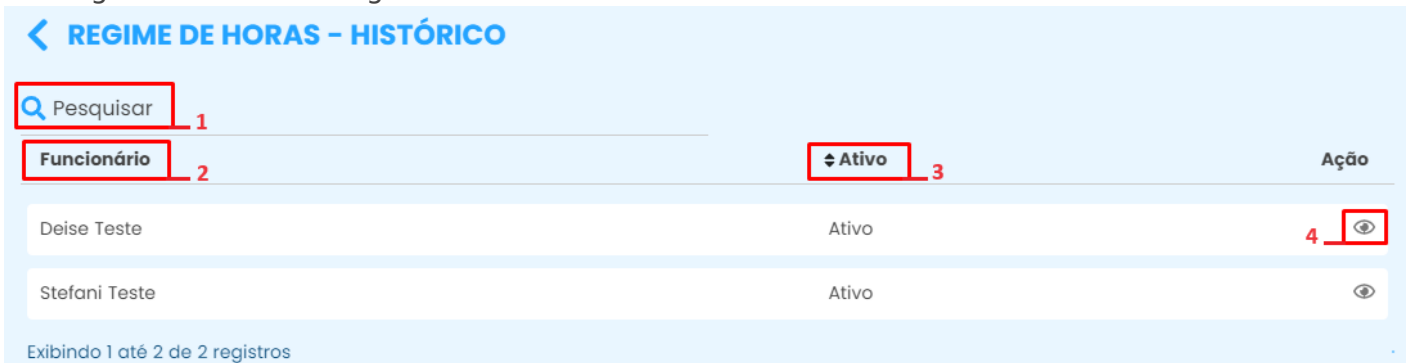 REGIME DE HORAS - HISTÓRICO
Pesquisar
1
Funcionário
2
Ativo
3
Ação
Deise Teste
Ativo
4
Stefani Teste
Ativo
Exibindo 1 até 2 de 2 registros